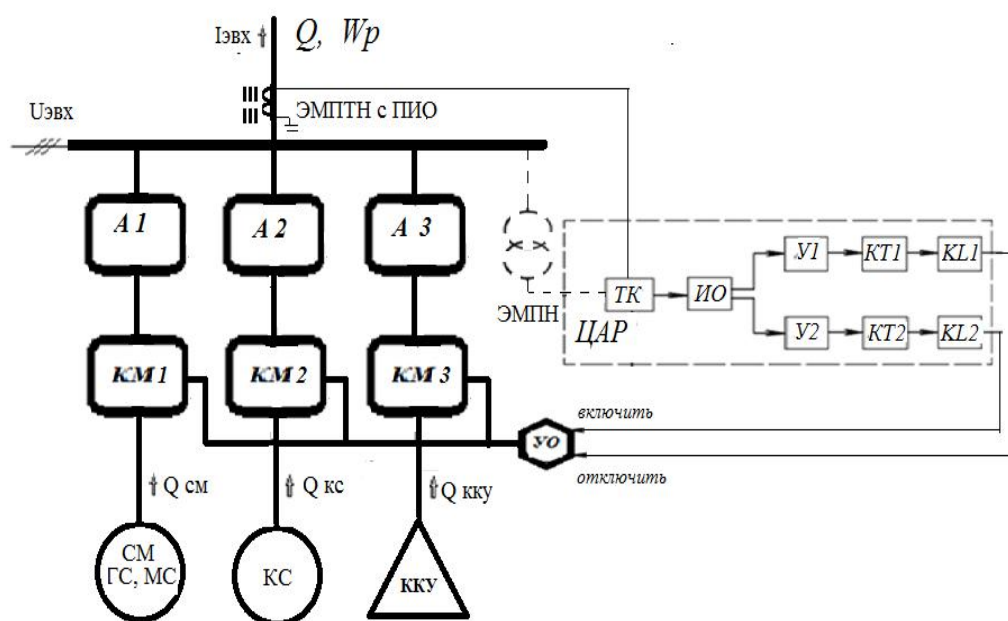 Iэвх
Q, Wp
ЭМПТН с ПИО
Uэвх
А 1
А 2
А 3
ЭМПН
ТК
ИО
У1
КТ1
KL1
ЦАР
У2
КТ2
KL2
КМ 1
КМ 2
КМ 3
включить
УО
отключить
Q см
Q кс
Q кку
СМ
ГС, МС
КС
ККУ